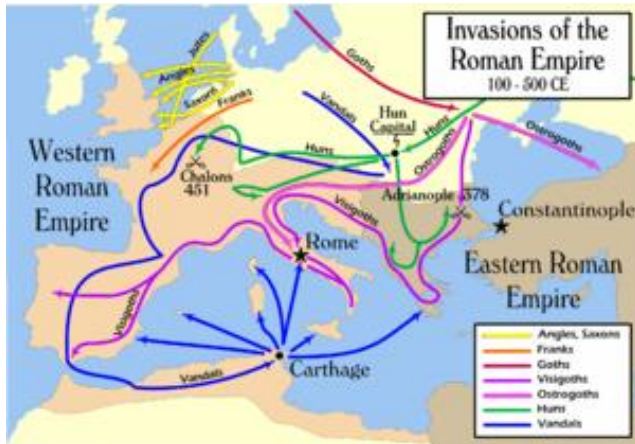 Invasions of the
Roman Empire
100 - 500 CE
Jutes
Angles
Saxons
Franks
Goths
Vandals
Hun
Capital
Huns
Huns
Ostrogoths
Ostrogoths
Western
Roman
Empire
Chalons
451
Adrianople 378
Visigoths
Constantinople
Rome
Eastern Roman
Empire
Visigoths
Vandals
Carthage
Angles, Saxons
Franks
Goths
Visigoths
Ostrogoths
Huns
Vandals